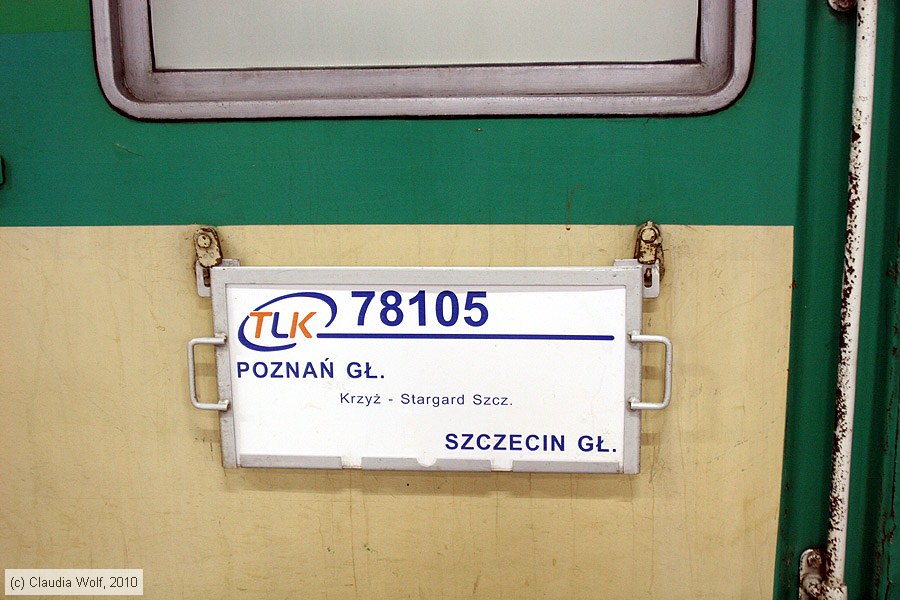 TLK 78105
POZNAŃ GŁ.
Krzyż - Stargard Szcz.
SZCZECIN GŁ.
(c) Claudia Wolf, 2010